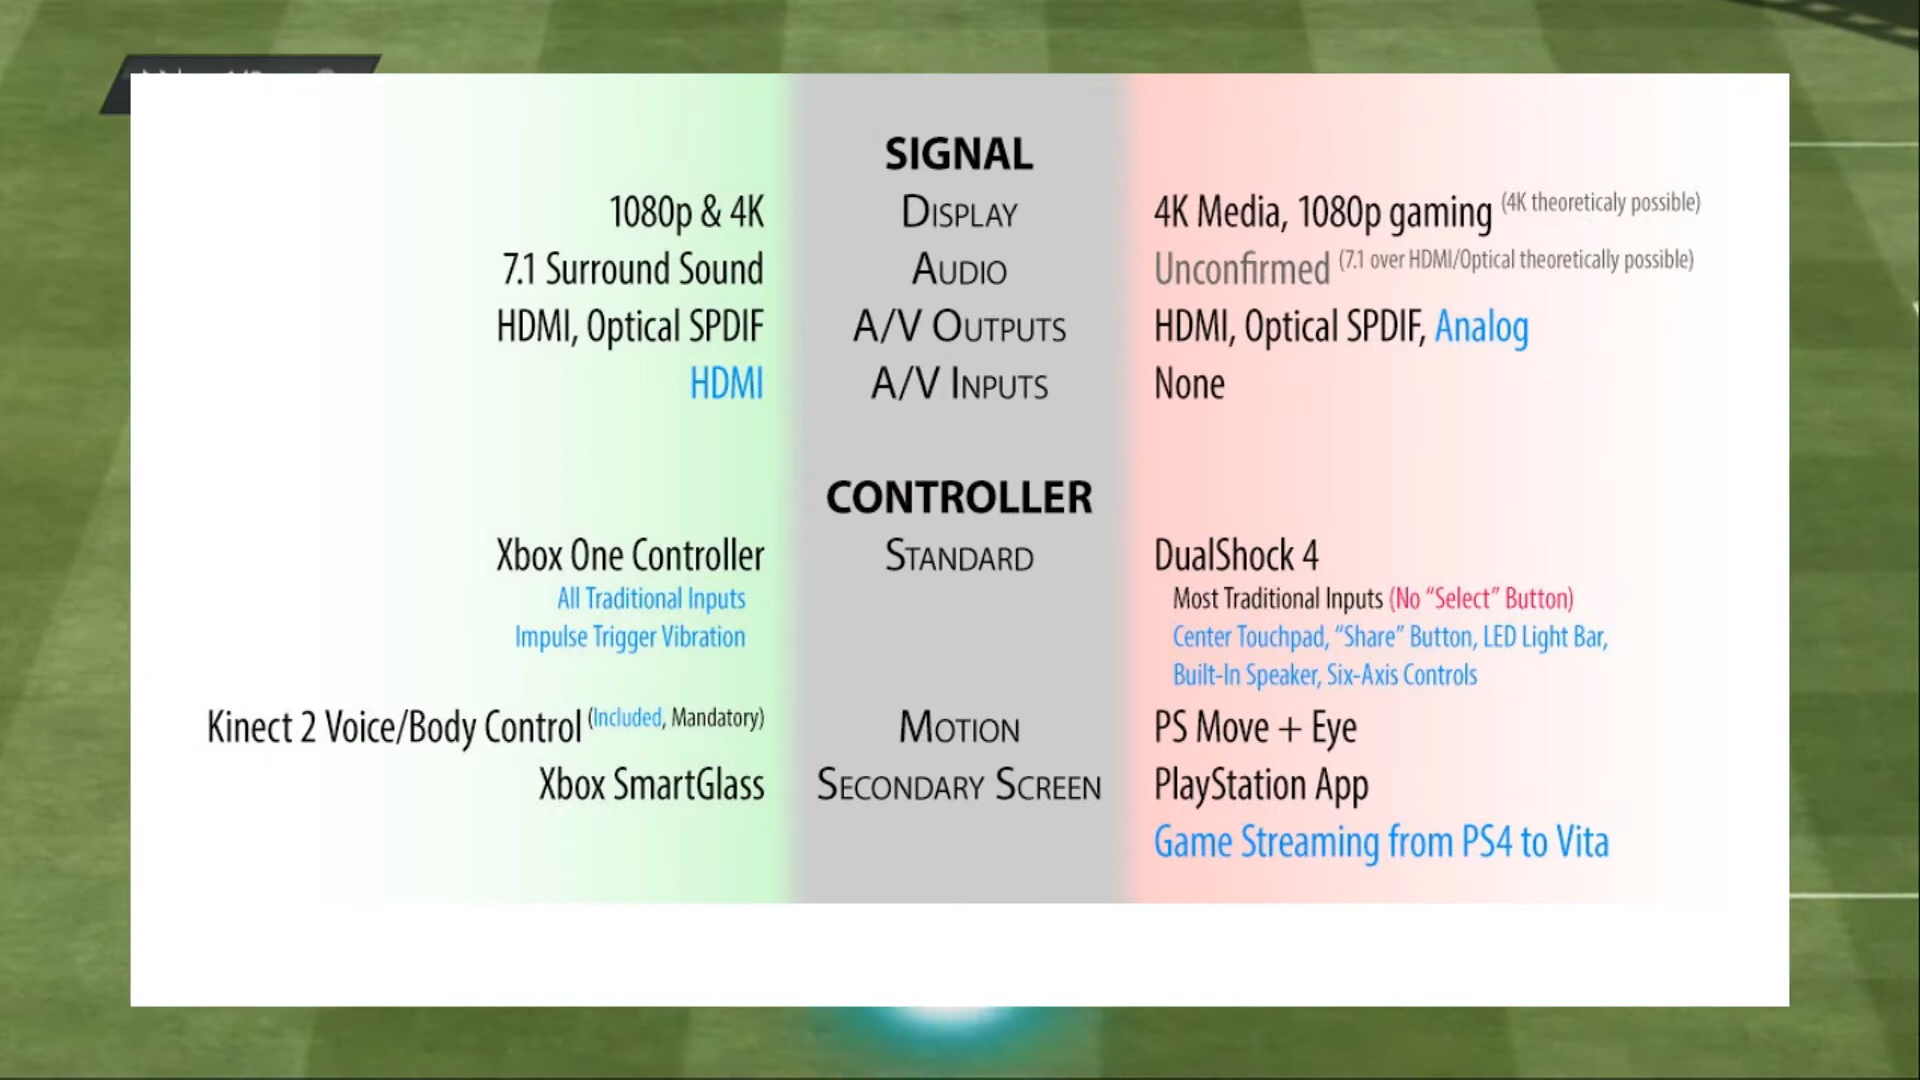 SIGNAL
1080p & 4K DISPLAY 4K Media, 1080p gaming (4K theoreticaly possible)
7.1 Surround Sound AUDIO Unconfirmed (7.1 over HDMI/Optical theoretically possible)
HDMI, Optical SPDIF A/V OUTPUTS HDMI, Optical SPDIF, Analog
HDMI A/V INPUTS None
CONTROLLER
Xbox One Controller STANDARD DualShock 4
All Traditional Inputs Most Traditional Inputs (No “Select” Button)
Impulse Trigger Vibration Center Touchpad, “Share” Button, LED Light Bar,
Built-In Speaker, Six-Axis Controls
Kinect 2 Voice/Body Control (Included, Mandatory) MOTION PS Move + Eye
Xbox SmartGlass SECONDARY SCREEN PlayStation App
Game Streaming from PS4 to Vita